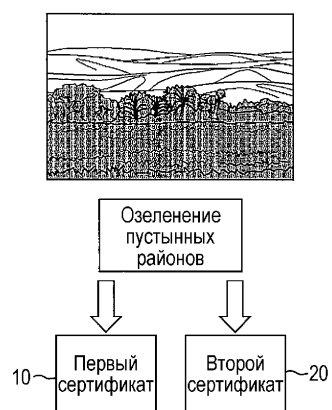 Озеленение
пустынных
районов
10
Первый
сертификат
Второй
сертификат
20